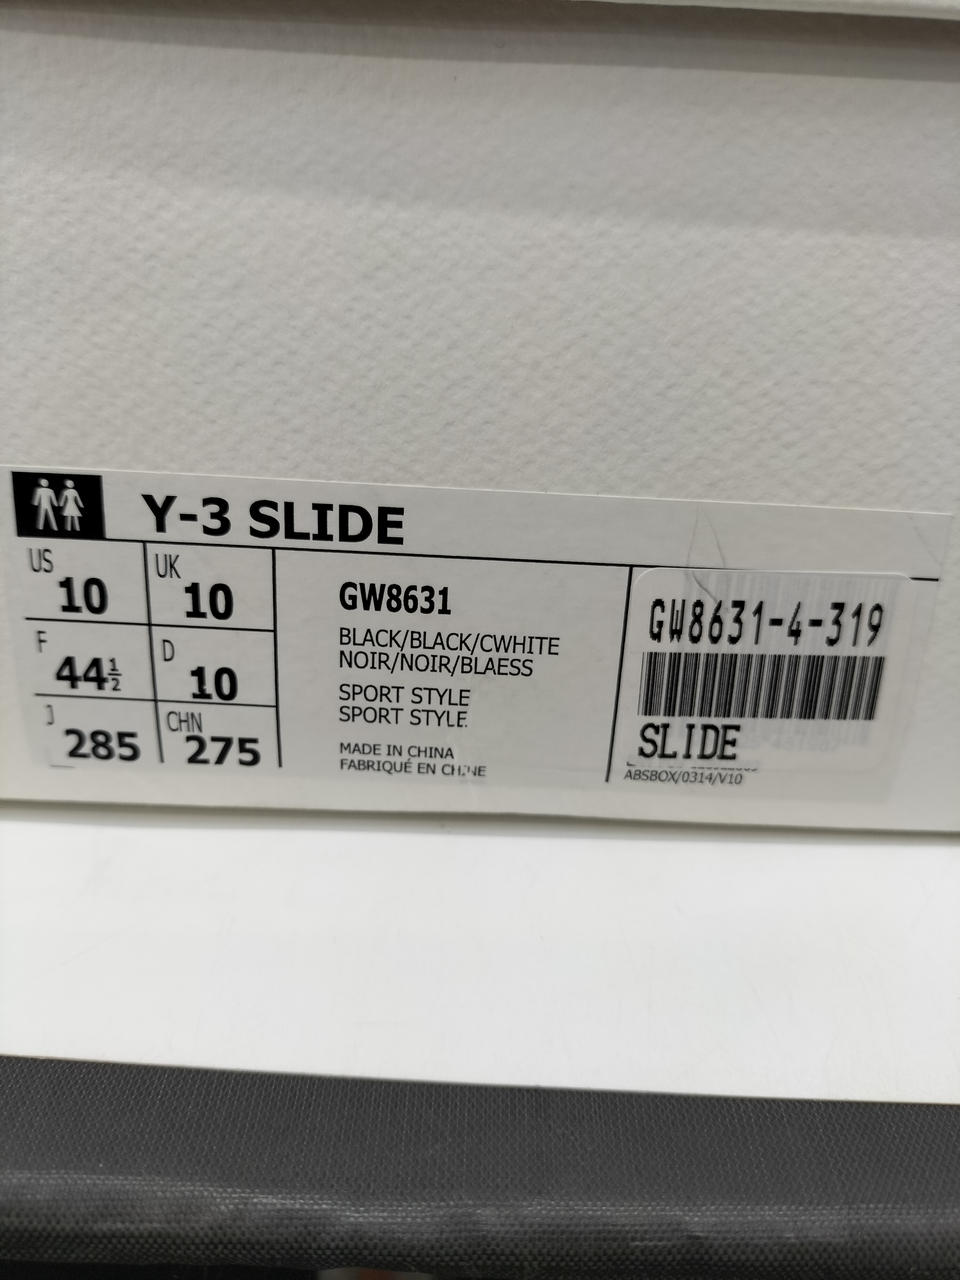 Y-3 SLIDE
US 10
UK 10
F 44½
D 10
J 285
CHN 275
GW8631
BLACK/BLACK/CWHITE
NOIR/NOIR/BLAESS
SPORT STYLE
SPORT STYLE
MADE IN CHINA
FABRIQUÉ EN CHINE
GW8631-4-319
SLIDE
ABSBOX/0314/V10